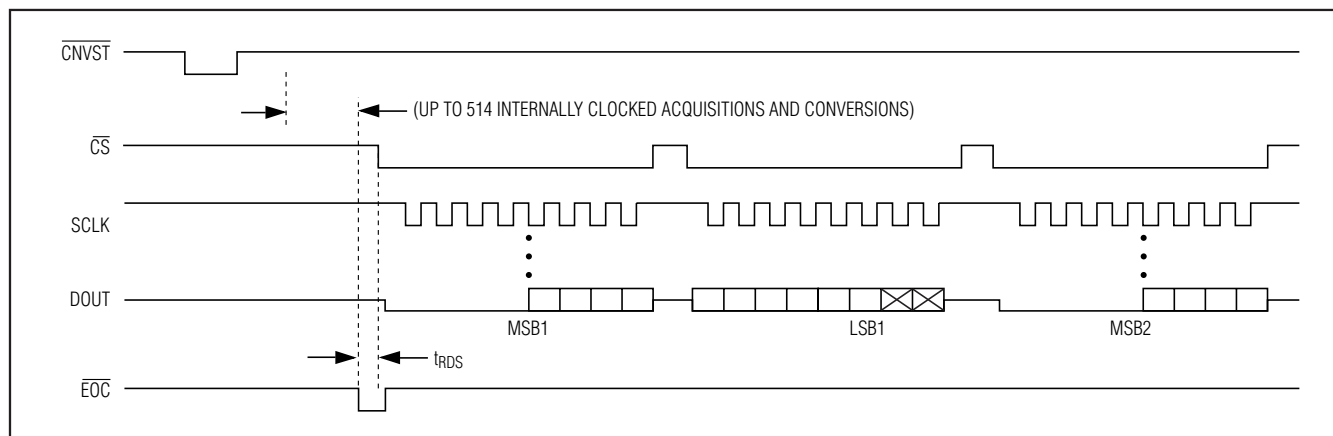 CNVST
(UP TO 514 INTERNALLY CLOCKED ACQUISITIONS AND CONVERSIONS)
CS
SCLK
DOUT
MSB1 LSB1 MSB2
tRDS
EOC